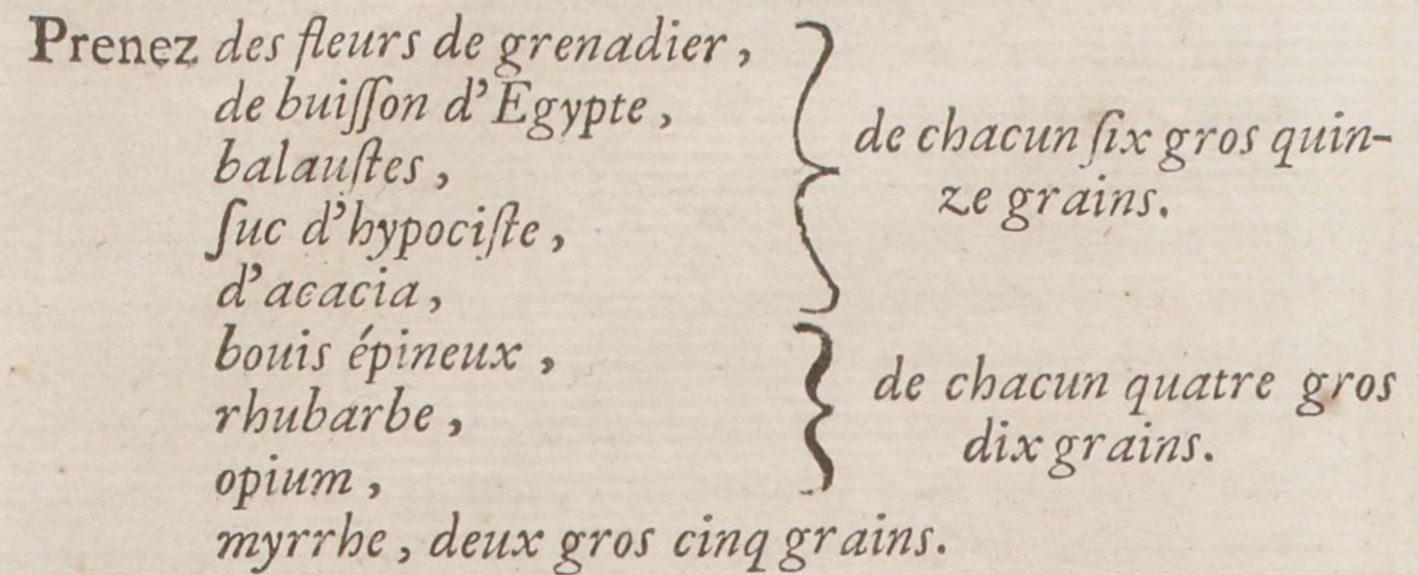 Prenez des fleurs de grenadier,
de buiſſon d'Egypte,
balauſtes,
ſuc d'hypociſte,
d'acacia,
de chacun ſix gros quin-
ze grains.
bouis épineux,
rhubarbe,
opium,
de chacun quatre gros
dix grains.
myrrhe, deux gros cinq grains.